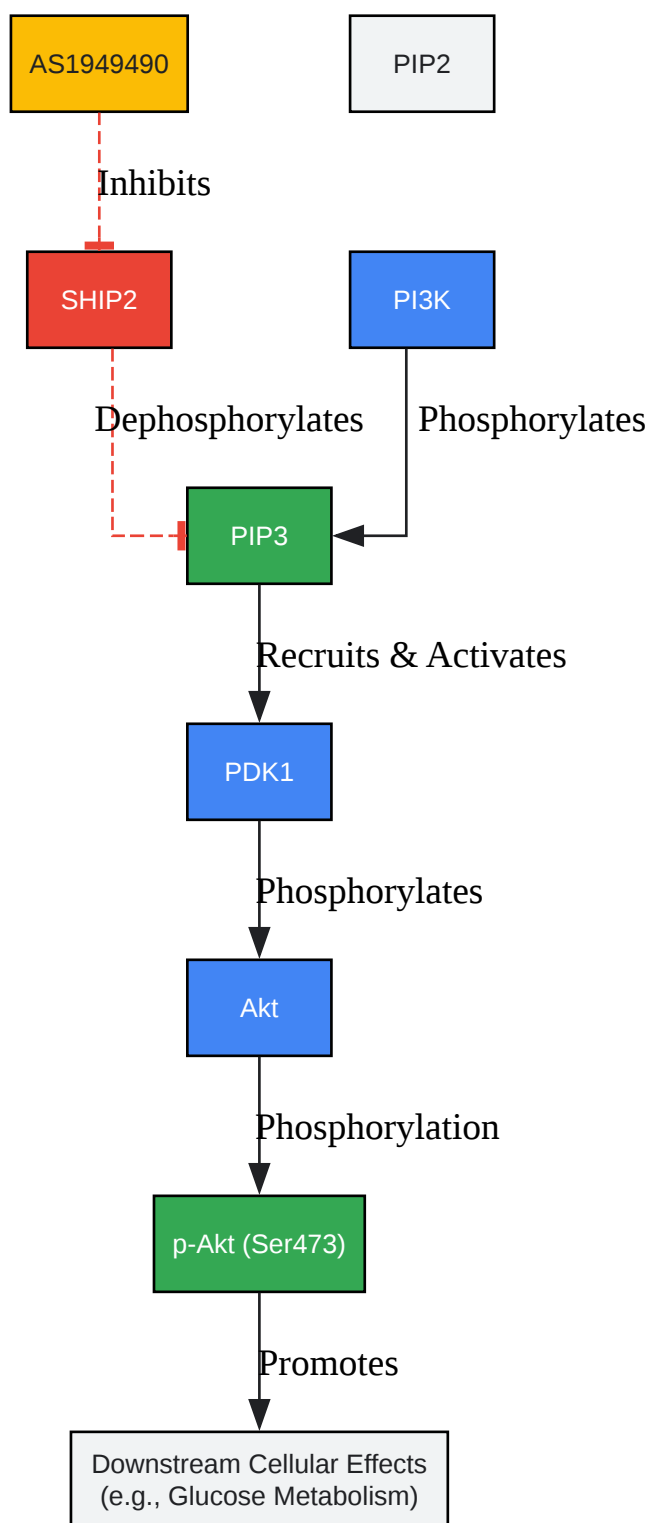 AS1949490
PIP2
Inhibits
SHIP2
PI3K
Dephosphorylates
Phosphorylates
PIP3
Recruits & Activates
PDK1
Phosphorylates
Akt
Phosphorylation
p-Akt (Ser473)
Promotes
Downstream Cellular Effects
(e.g., Glucose Metabolism)